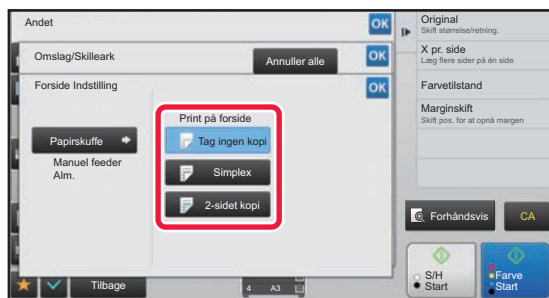 Andet
OK
Omslag/Skilleark
Annuller alle
OK
Forside Indstilling
OK
Print på forside
Papirskuffe
Tag ingen kopi
Manuel feeder
Alm.
Simplex
2-sidet kopi
Tilbage
4 A3
Original
Skift størrelse/retning.
X pr. side
Læg flere sider på én side
Farvetilstand
Marginskift
Skift pos. for at opnå margen
Forhåndsvis
CA
S/H
Start
Farve
Start